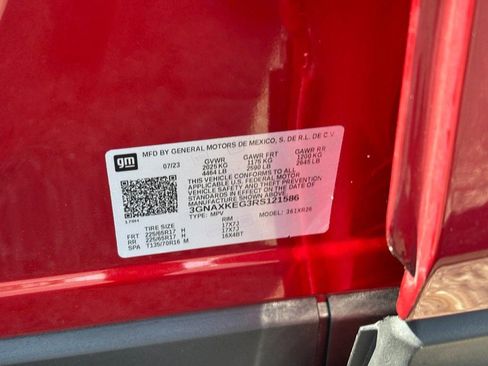 gm
MFD BY GENERAL MOTORS DE MEXICO, S. DE R.L. DE C.V.
07/23 GVWR GAWR FRT GAWR RR
2025 KG 1175 KG 1200 KG
4464 LB 2590 LB 2645 LB
THIS VEHICLE CONFORMS TO ALL
APPLICABLE U.S. FEDERAL MOTOR
VEHICLE SAFETY AND THEFT PREVENTION
STANDARDS IN EFFECT ON THE DATE OF
MANUFACTURE SHOWN ABOVE.
3GNAXKEG3RS121586
TYPE: MPV MODEL: 1XR26
TIRE SIZE RIM
FRT 225/65R17 H 17X7J
RR 225/65R17 H 17X7J
SPA T135/70R16 M 16X4BT